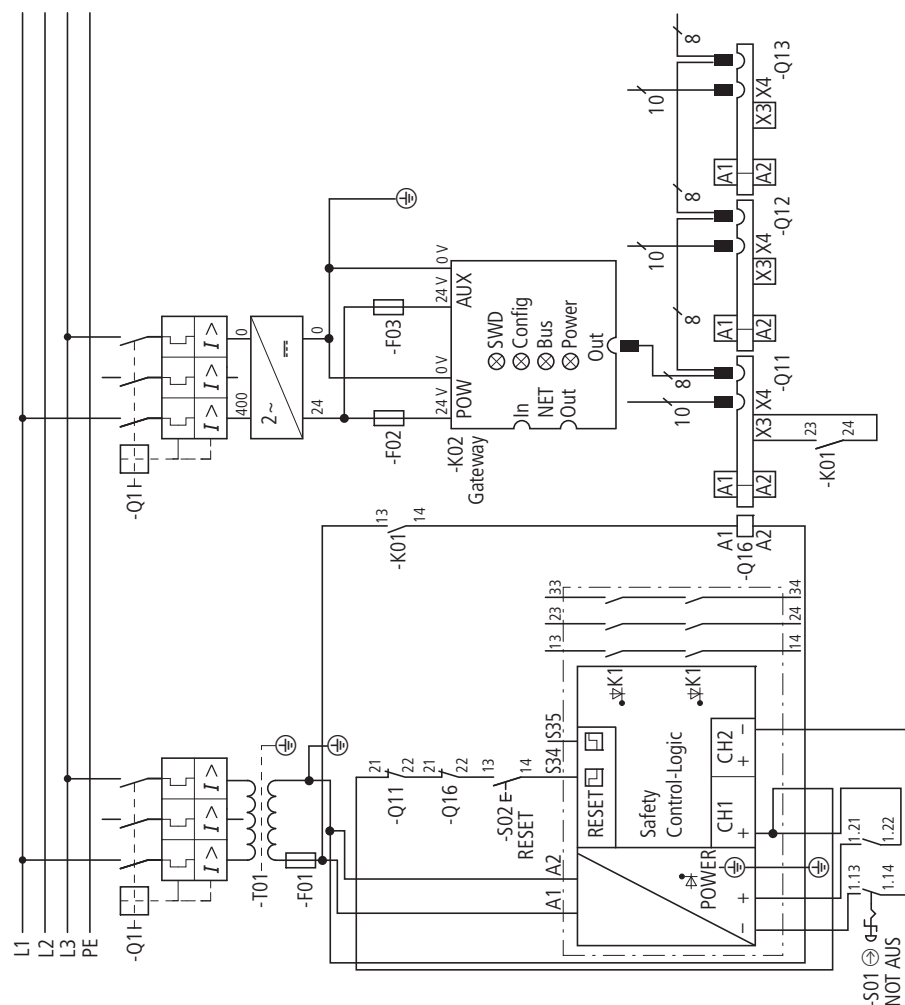 L1
L2
L3
PE
-Q1
I >
I >
I >
-T01
-F01
-Q1
I >
I >
I >
400
0
2~
24
0
-F02
-F03
24 V
0 V
24 V
0 V
POW
AUX
-K02
Gateway
SWD
Config
Bus
Power
In
NET
Out
Out
-K01
13
14
A1
A2
-Q16
A1
A2
X3
X4
-Q11
10
8
8
A1
A2
X3
X4
-Q12
10
8
A1
A2
X3
X4
-Q13
10
8
-K01
23
24
-Q11
21
22
-Q16
21
22
-S02
RESET
13
14
A1
A2
S34
S35
RESET
Safety
Control-Logic
POWER
CH1
CH2
-
+
+
+
-
K1
K1
13
23
33
14
24
34
-S01
NOT AUS
1.13
1.14
1.21
1.22